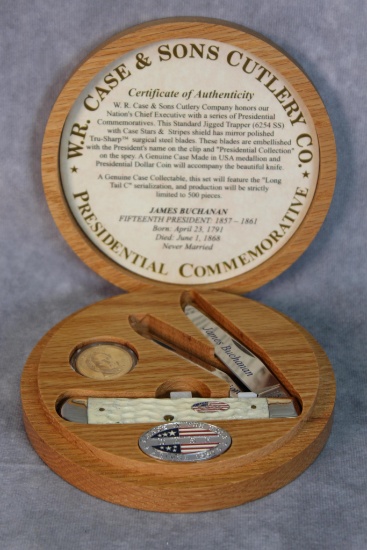 W.R. CASE & SONS CUTLERY CO.
Certificate of Authenticity
W. R. Case & Sons Cutlery Company honors our
Nation's Chief Executive with a series of Presidential
Commemoratives. This Standard Jigged Trapper (6254 SS)
with Case Stars & Stripes shield has mirror polished
Tru-Sharp™ surgical steel blades. These blades are embellished
with the President's name on the clip and "Presidential Collection"
on the spey. A Genuine Case Made in USA medallion and
Presidential Dollar Coin will accompany the beautiful knife.
A Genuine Case Collectable, this set will feature the "Long
Tail C" serialization, and production will be strictly
limited to 500 pieces.
JAMES BUCHANAN
FIFTEENTH PRESIDENT: 1857 – 1861
Born: April 23, 1791
Died: June 1, 1868
Never Married
PRESIDENTIAL COMMEMORATIVE
James Buchanan